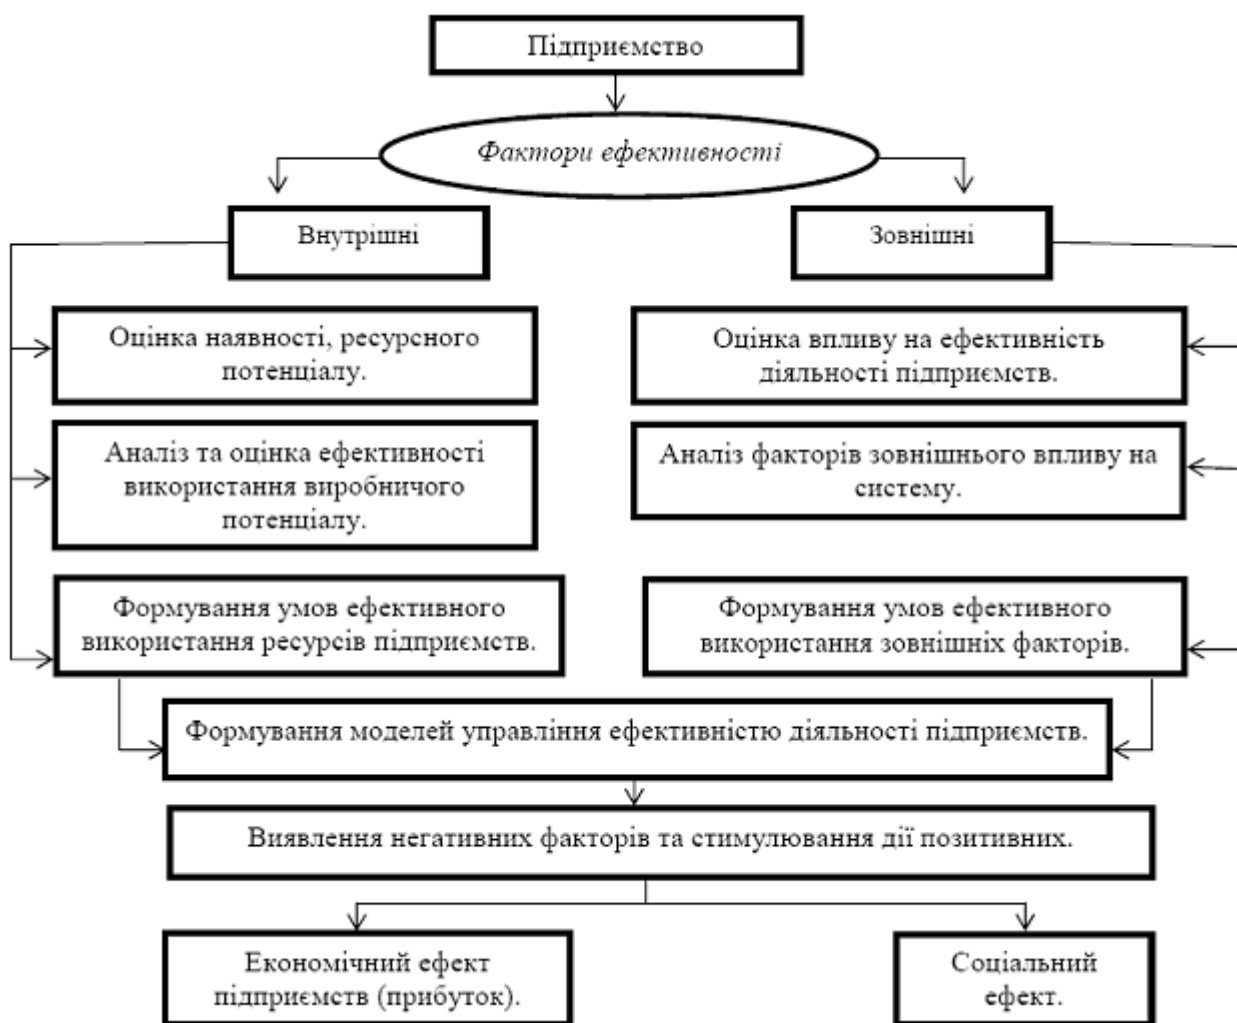 Підприємство
Фактори ефективності
Внутрішні
Зовнішні
Оцінка наявності, ресурсного
потенціалу.
Оцінка впливу на ефективність
діяльності підприємств.
Аналіз та оцінка ефективності
використання виробничого
потенціалу.
Аналіз факторів зовнішнього впливу на
систему.
Формування умов ефективного
використання ресурсів підприємств.
Формування умов ефективного
використання зовнішніх факторів.
Формування моделей управління ефективністю діяльності підприємств.
Виявлення негативних факторів та стимулювання дії позитивних.
Економічний ефект
підприємств (прибуток).
Соціальний
ефект.